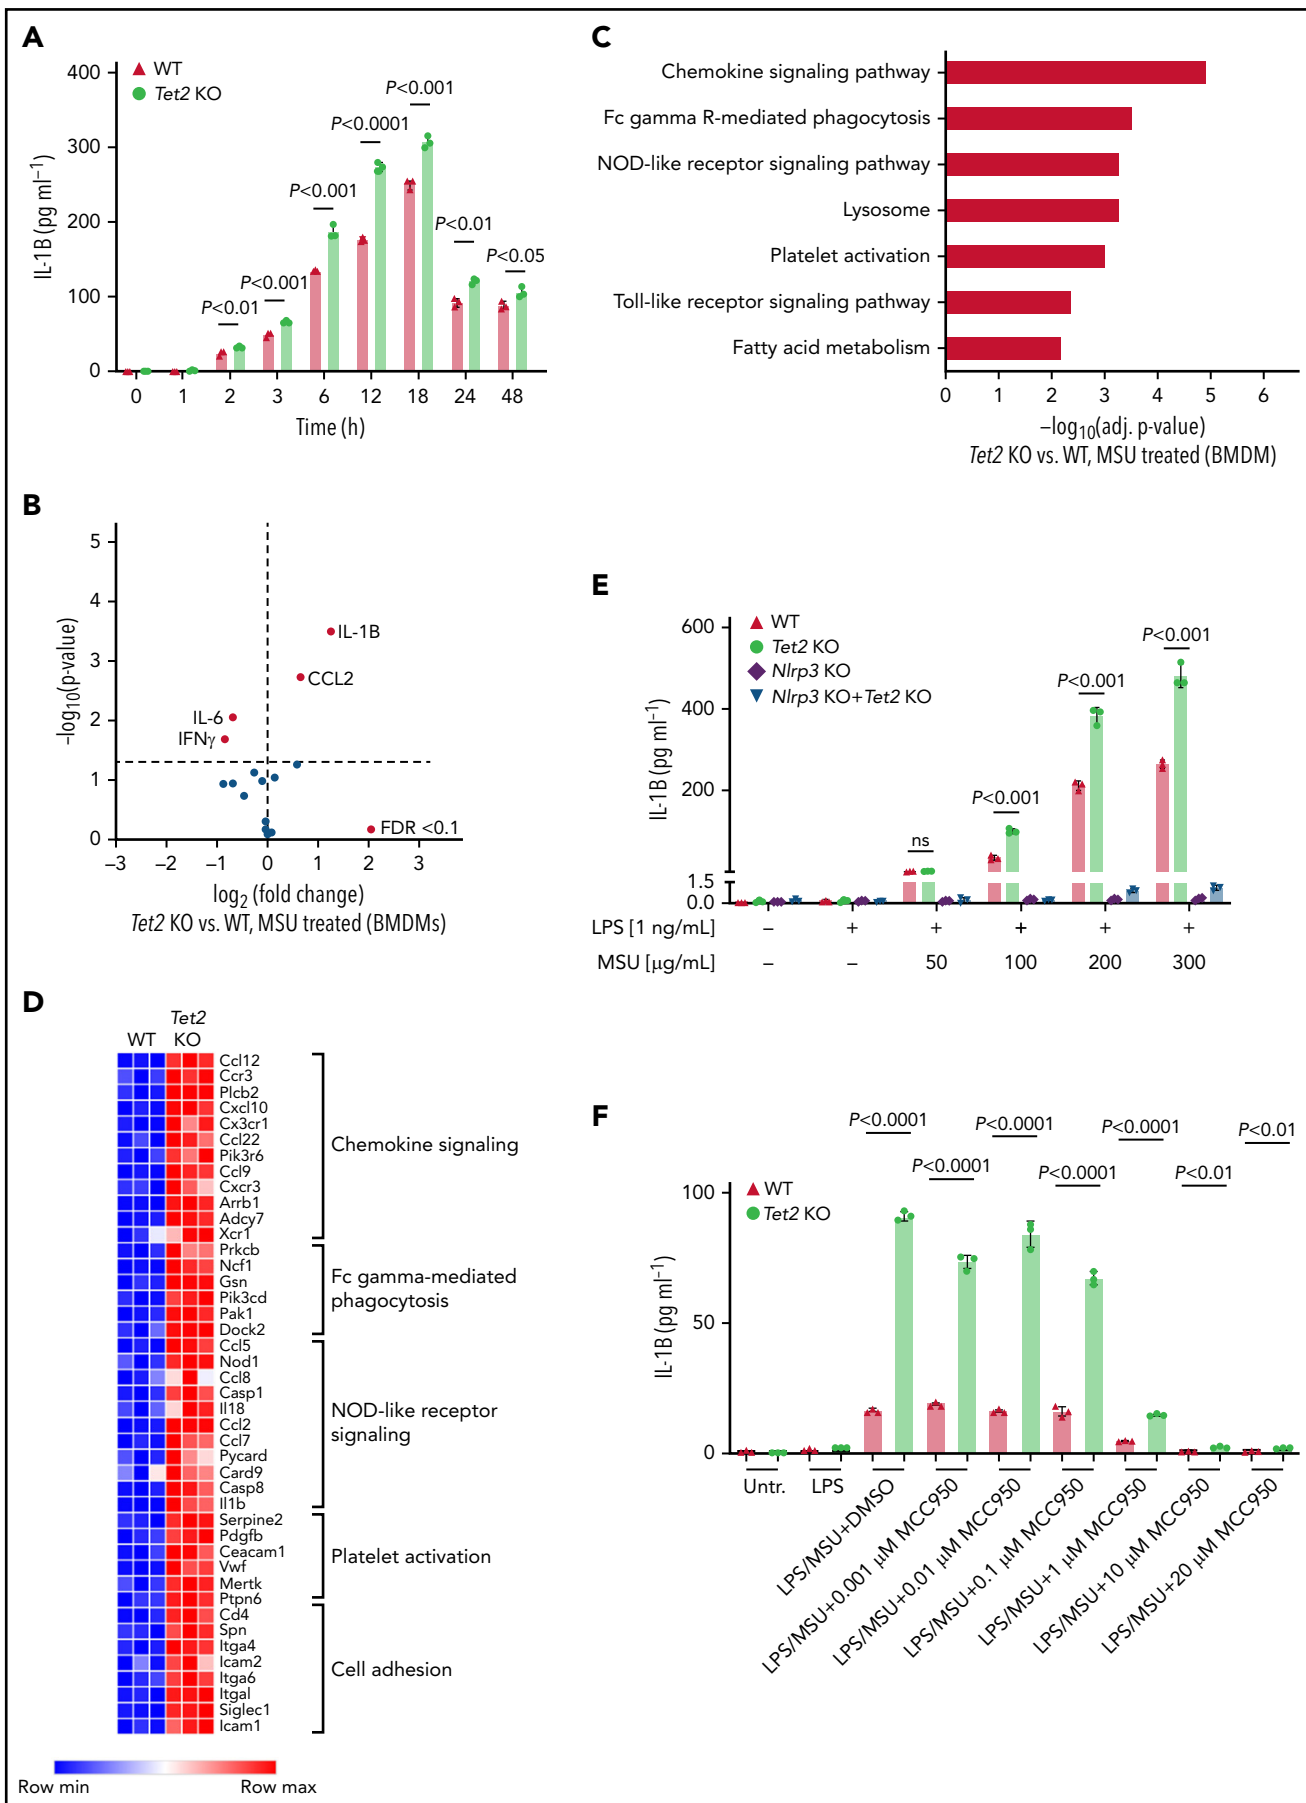 A
WT
Tet2 KO
IL-1B (pg ml−1)
400
300
200
100
0
P<0.01
P<0.001
P<0.001
P<0.0001
P<0.001
P<0.01
P<0.05
0 1 2 3 6 12 18 24 48
Time (h)
B
−log10(p-value)
5
4
3
2
1
0
IL-1B
CCL2
IL-6
IFNγ
FDR <0.1
−3 −2 −1 0 1 2 3
log2 (fold change)
Tet2 KO vs. WT, MSU treated (BMDMs)
C
Chemokine signaling pathway
Fc gamma R-mediated phagocytosis
NOD-like receptor signaling pathway
Lysosome
Platelet activation
Toll-like receptor signaling pathway
Fatty acid metabolism
0 1 2 3 4 5 6
−log10(adj. p-value)
Tet2 KO vs. WT, MSU treated (BMDM)
D
WT
Tet2
KO
Ccl12
Ccr3
Plcb2
Cxcl10
Cx3cr1
Ccl22
Pik3r6
Ccl9
Cxcr3
Arrb1
Adcy7
Xcr1
Prkcb
Ncf1
Gsn
Pik3cd
Pak1
Dock2
Ccl5
Nod1
Ccl8
Casp1
Il18
Ccl2
Ccl7
Pycard
Card9
Casp8
Il1b
Serpine2
Pdgfb
Ceacam1
Vwf
Mertk
Ptpn6
Cd4
Spn
Itga4
Icam2
Itga6
Itgal
Siglec1
Icam1
Chemokine signaling
Fc gamma-mediated
phagocytosis
NOD-like receptor
signaling
Platelet activation
Cell adhesion
Row min
Row max
E
WT
Tet2 KO
Nlrp3 KO
Nlrp3 KO+Tet2 KO
IL-1B (pg ml−1)
600
400
200
1.5
0.0
ns
P<0.001
P<0.001
P<0.001
LPS [1 ng/mL] − + + + + +
MSU [μg/mL] − − 50 100 200 300
F
WT
Tet2 KO
IL-1B (pg ml−1)
100
50
0
P<0.0001
P<0.0001
P<0.0001
P<0.0001
P<0.0001
P<0.01
P<0.01
Untr.
LPS
LPS/MSU+DMSO
LPS/MSU+0.001 μM MCC950
LPS/MSU+0.01 μM MCC950
LPS/MSU+0.1 μM MCC950
LPS/MSU+1 μM MCC950
LPS/MSU+10 μM MCC950
LPS/MSU+20 μM MCC950